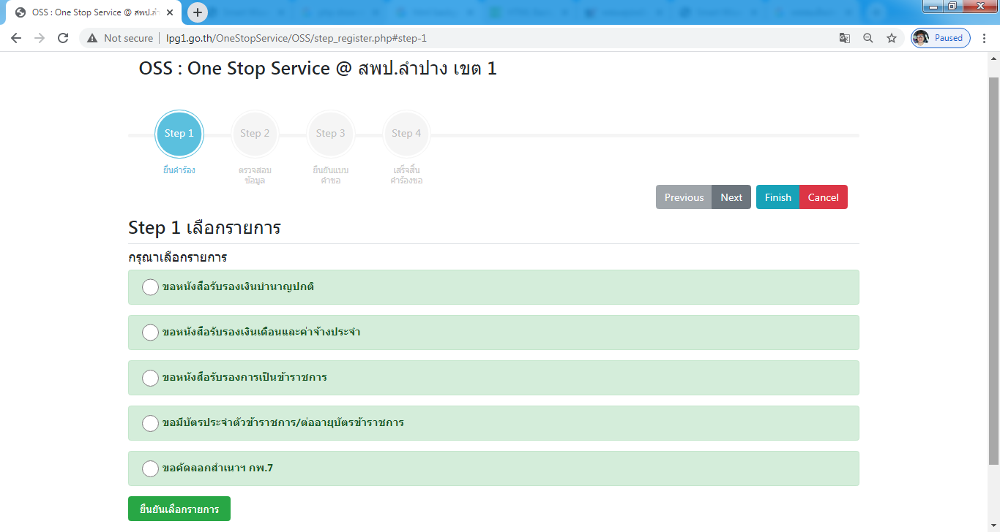 OSS : One Stop Service @ สพป.ลำ
Not secure
lpg1.go.th/OneStopService/OSS/step_register.php#step-1
Paused
OSS : One Stop Service @ สพป.ลำปาง เขต 1
Step 1
Step 2
Step 3
Step 4
ยื่นคำร้อง
ตรวจสอบ
ข้อมูล
ยืนยันแบบ
คำขอ
เสร็จสิ้น
คำร้องขอ
Previous
Next
Finish
Cancel
Step 1 เลือกรายการ
กรุณาเลือกรายการ
ขอหนังสือรับรองเงินบำนาญปกติ
ขอหนังสือรับรองเงินเดือนและค่าจ้างประจำ
ขอหนังสือรับรองการเป็นข้าราชการ
ขอมีบัตรประจำตัวข้าราชการ/ต่ออายุบัตรข้าราชการ
ขอคัดลอกสำเนาฯ กพ.7
ยืนยันเลือกรายการ